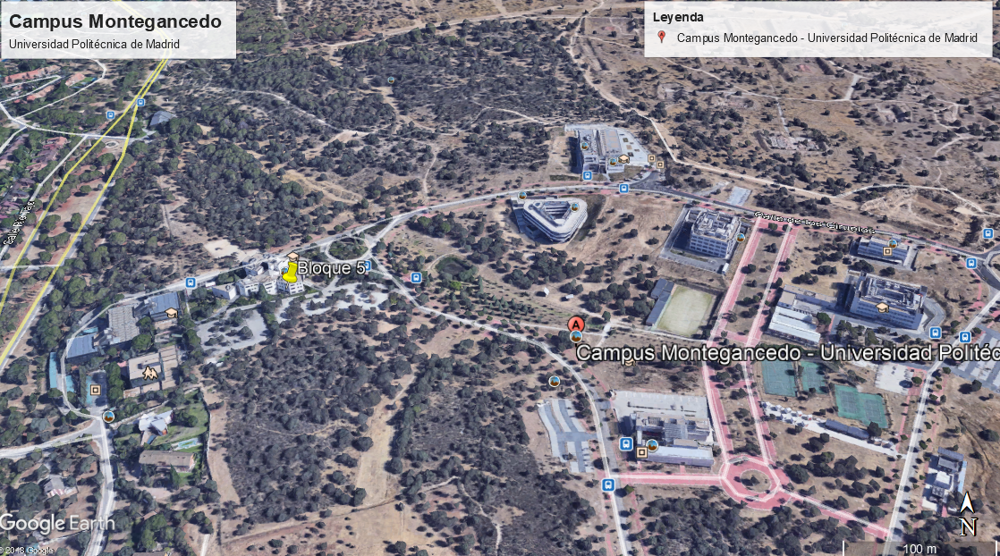 Campus Montegancedo
Universidad Politécnica de Madrid
Leyenda
A
Campus Montegancedo - Universidad Politécnica de Madrid
Calle de los Ciruelos
Bloque 5
A
Campus Montegancedo - Universidad Politéc
Google Earth
© 2018 Google
N
100 m